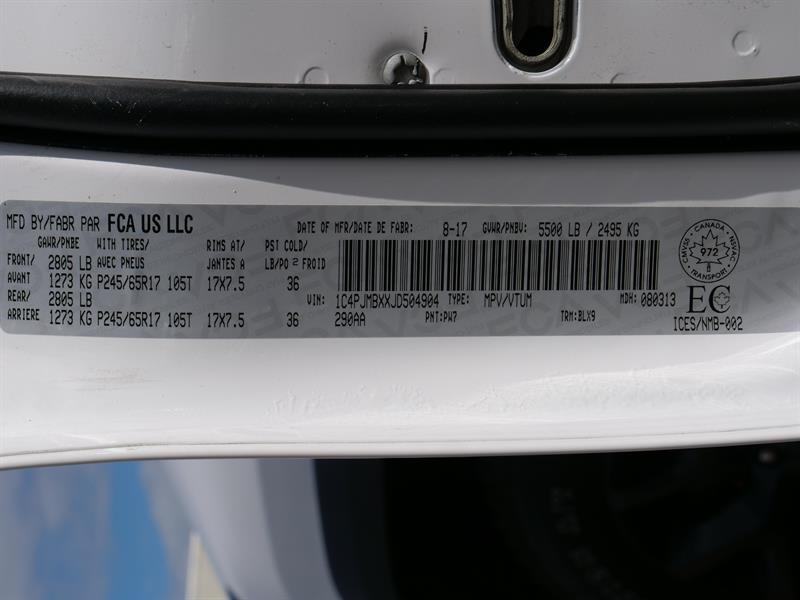 MFD BY/FABR PAR FCA US LLC DATE OF MFR/DATE DE FABR: 8-17 GVWR/PNBV: 5500 LB / 2495 KG
GAWR/PNBE WITH TIRES/ RIMS AT/ PSI COLD/
FRONT/ 2805 LB AVEC PNEUS JANTES A LB/PO² FROID
AVANT 1273 KG P245/65R17 105T 17X7.5 36
REAR/ 2805 LB
ARRIERE 1273 KG P245/65R17 105T 17X7.5 36
VIN: 1C4PJMBXXJD504904 TYPE: MPV/VTUM MDH: 080313
290AA PNT:PW7 TRM:BLX9
CANADA
CMVSS 972 NSVAC
TRANSPORT
EC
ICES/NMB-002